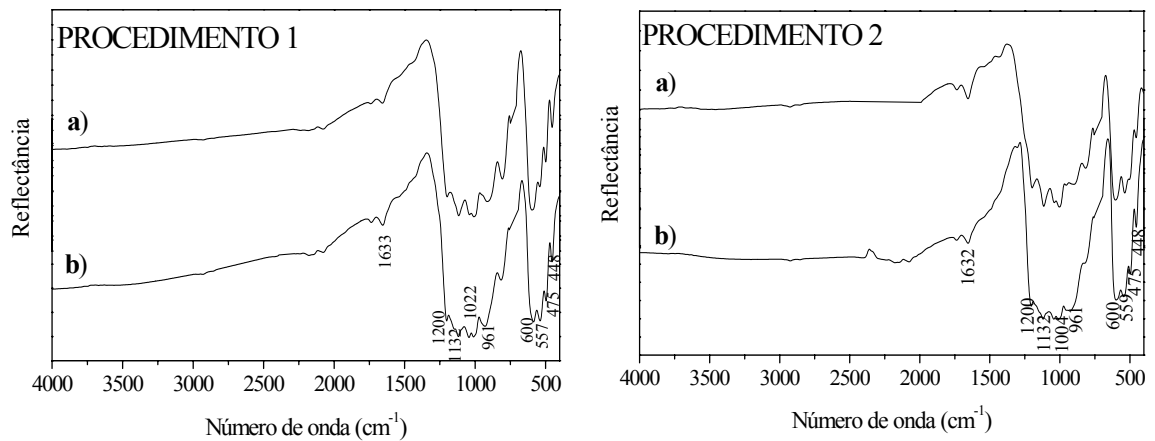 PROCEDIMENTO 1
a)
b)
Reflectância
1633
1200
1132
1022
961
600
557
475
448
4000 3500 3000 2500 2000 1500 1000 500
Número de onda (cm⁻¹)
PROCEDIMENTO 2
a)
b)
Reflectância
1632
1200
1132
1004
961
600
559
475
448
4000 3500 3000 2500 2000 1500 1000 500
Número de onda (cm⁻¹)